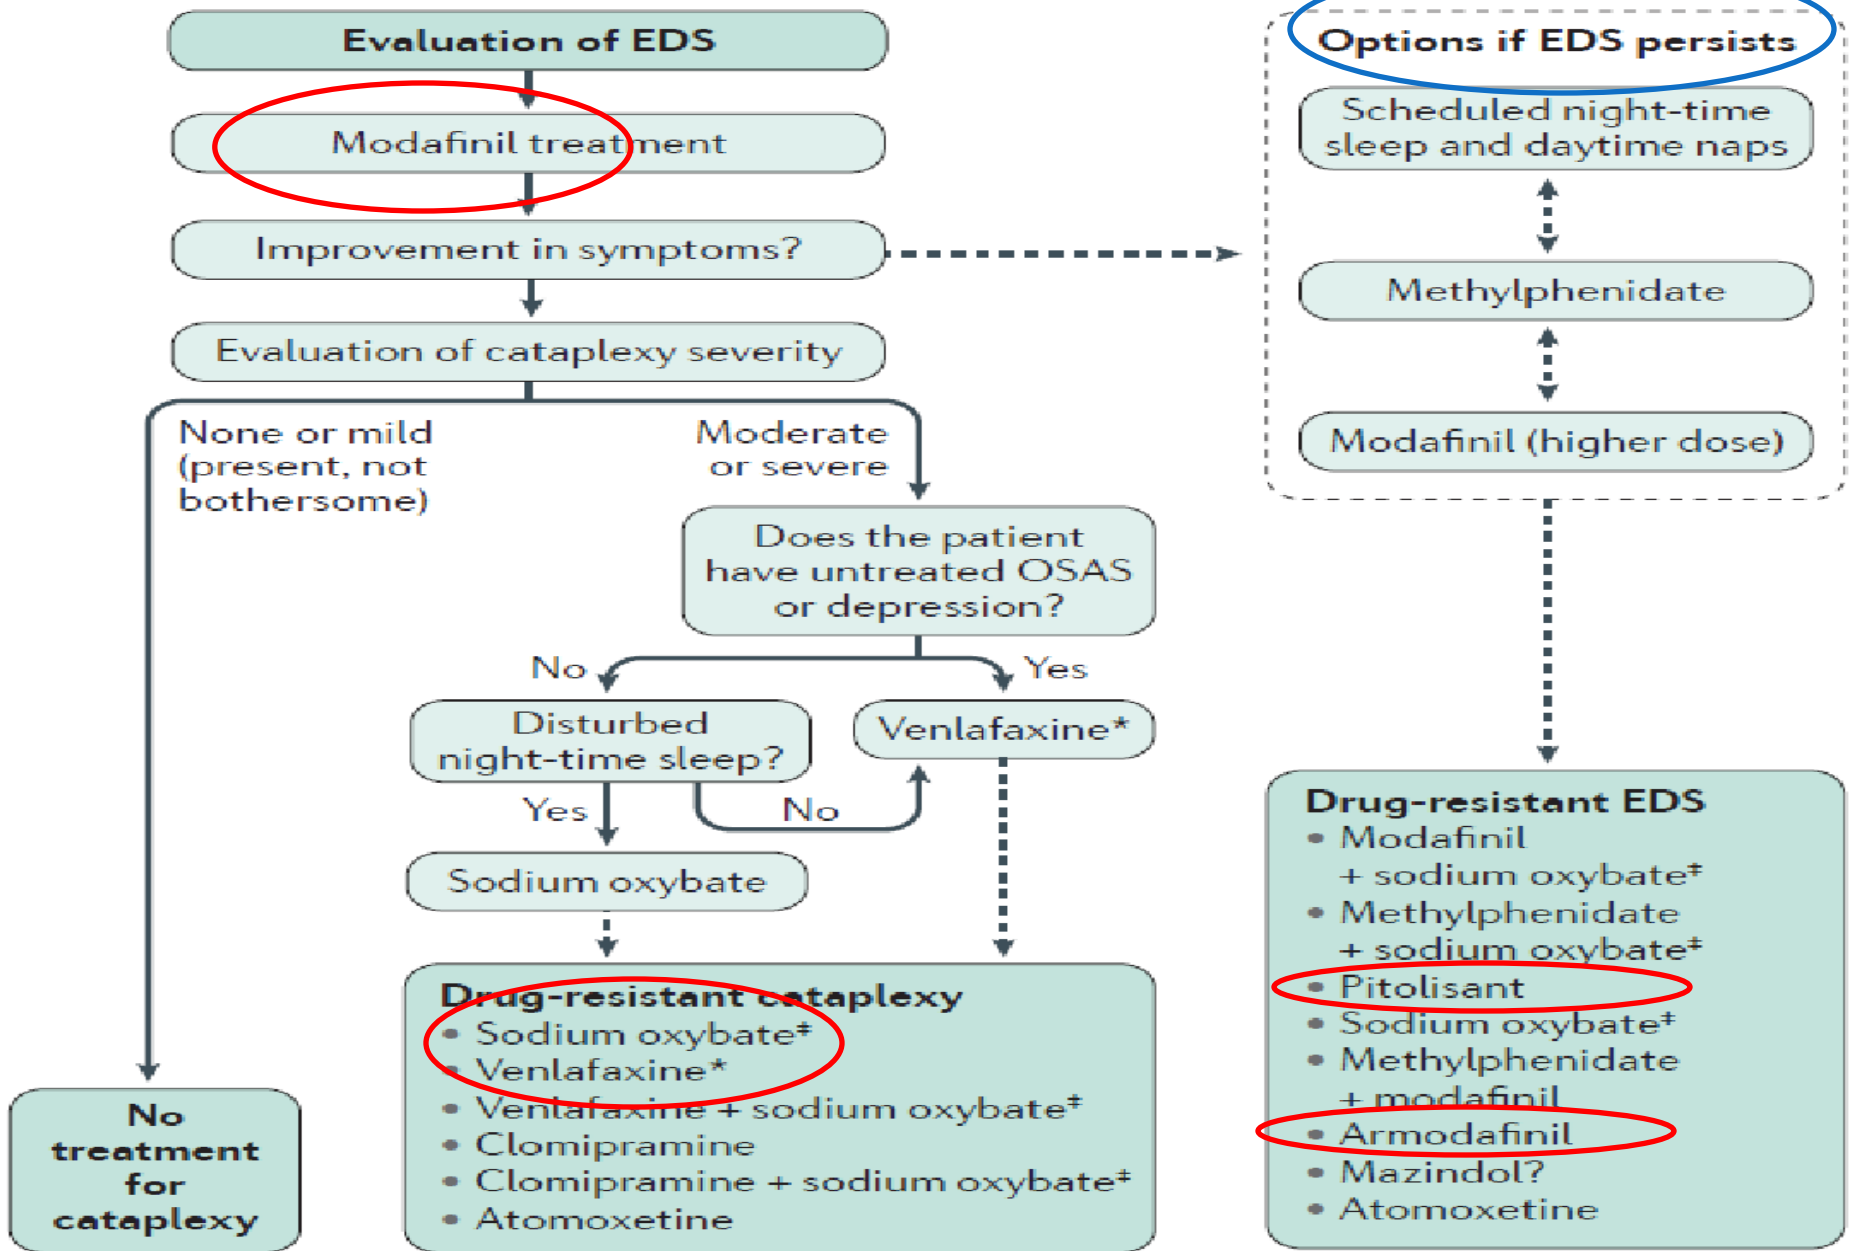 Evaluation of EDS
Modafinil treatment
Improvement in symptoms?
Evaluation of cataplexy severity
None or mild
(present, not
bothersome)
Moderate
or severe
Does the patient
have untreated OSAS
or depression?
No
Yes
Disturbed
night-time sleep?
Venlafaxine*
Yes
No
Sodium oxybate
Drug-resistant cataplexy
• Sodium oxybate‡
• Venlafaxine*
• Venlafaxine + sodium oxybate‡
• Clomipramine
• Clomipramine + sodium oxybate‡
• Atomoxetine
No
treatment
for
cataplexy
Options if EDS persists
Scheduled night-time
sleep and daytime naps
Methylphenidate
Modafinil (higher dose)
Drug-resistant EDS
• Modafinil
+ sodium oxybate‡
• Methylphenidate
+ sodium oxybate‡
• Pitolisant
• Sodium oxybate‡
• Methylphenidate
+ modafinil
• Armodafinil
• Mazindol?
• Atomoxetine